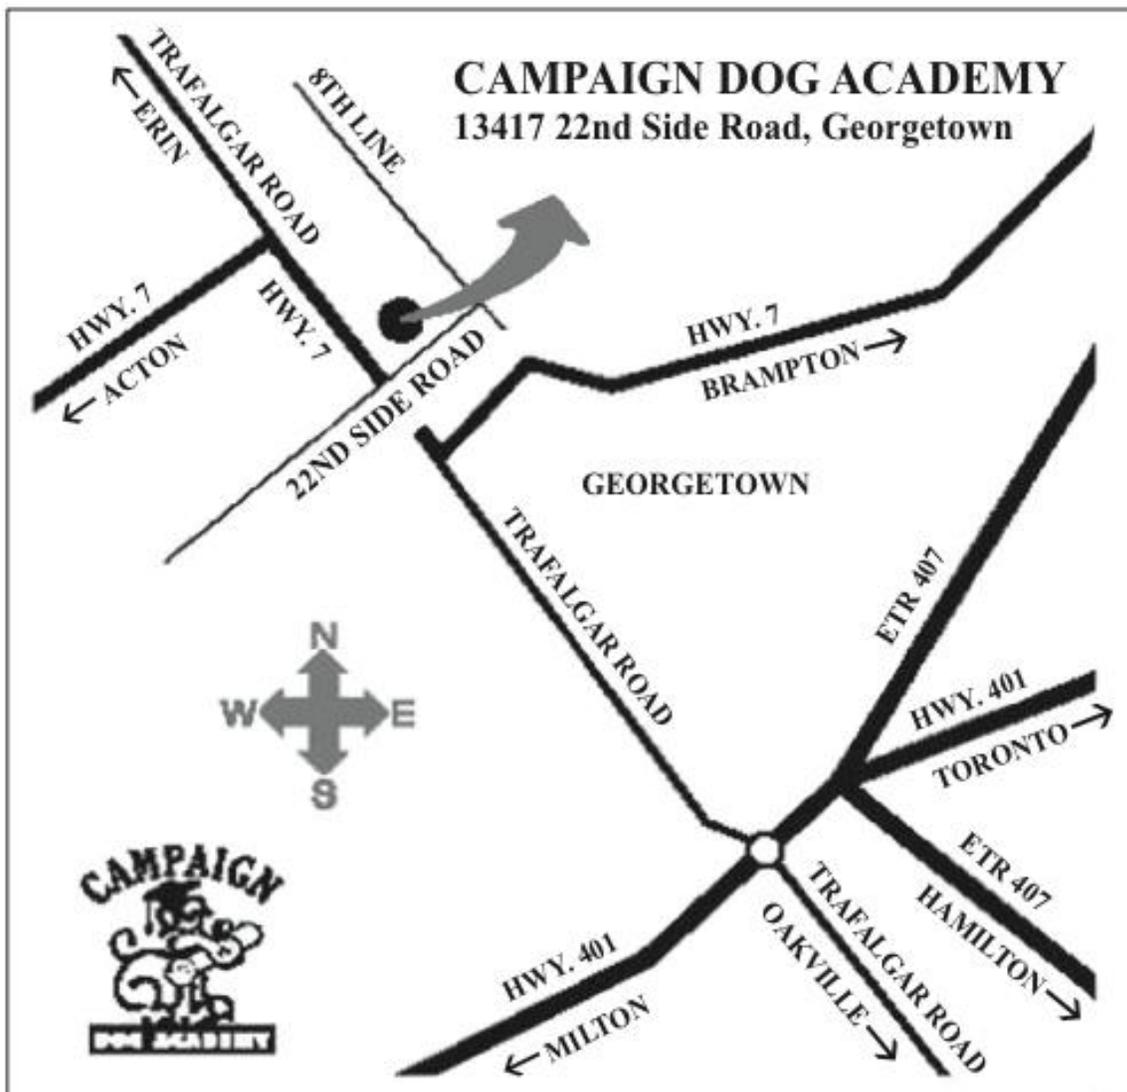 CAMPAIGN DOG ACADEMY
13417 22nd Side Road, Georgetown
TRAFALGAR ROAD
← ERIN
8TH LINE
HWY. 7
← ACTON
HWY. 7
22ND SIDE ROAD
HWY. 7
BRAMPTON →
GEORGETOWN
TRAFALGAR ROAD
ETR 407
HWY. 401
TORONTO →
ETR 407
HAMILTON →
TRAFALGAR ROAD
OAKVILLE →
HWY. 401
← MILTON
N
W E
S
CAMPAIGN
DOG ACADEMY